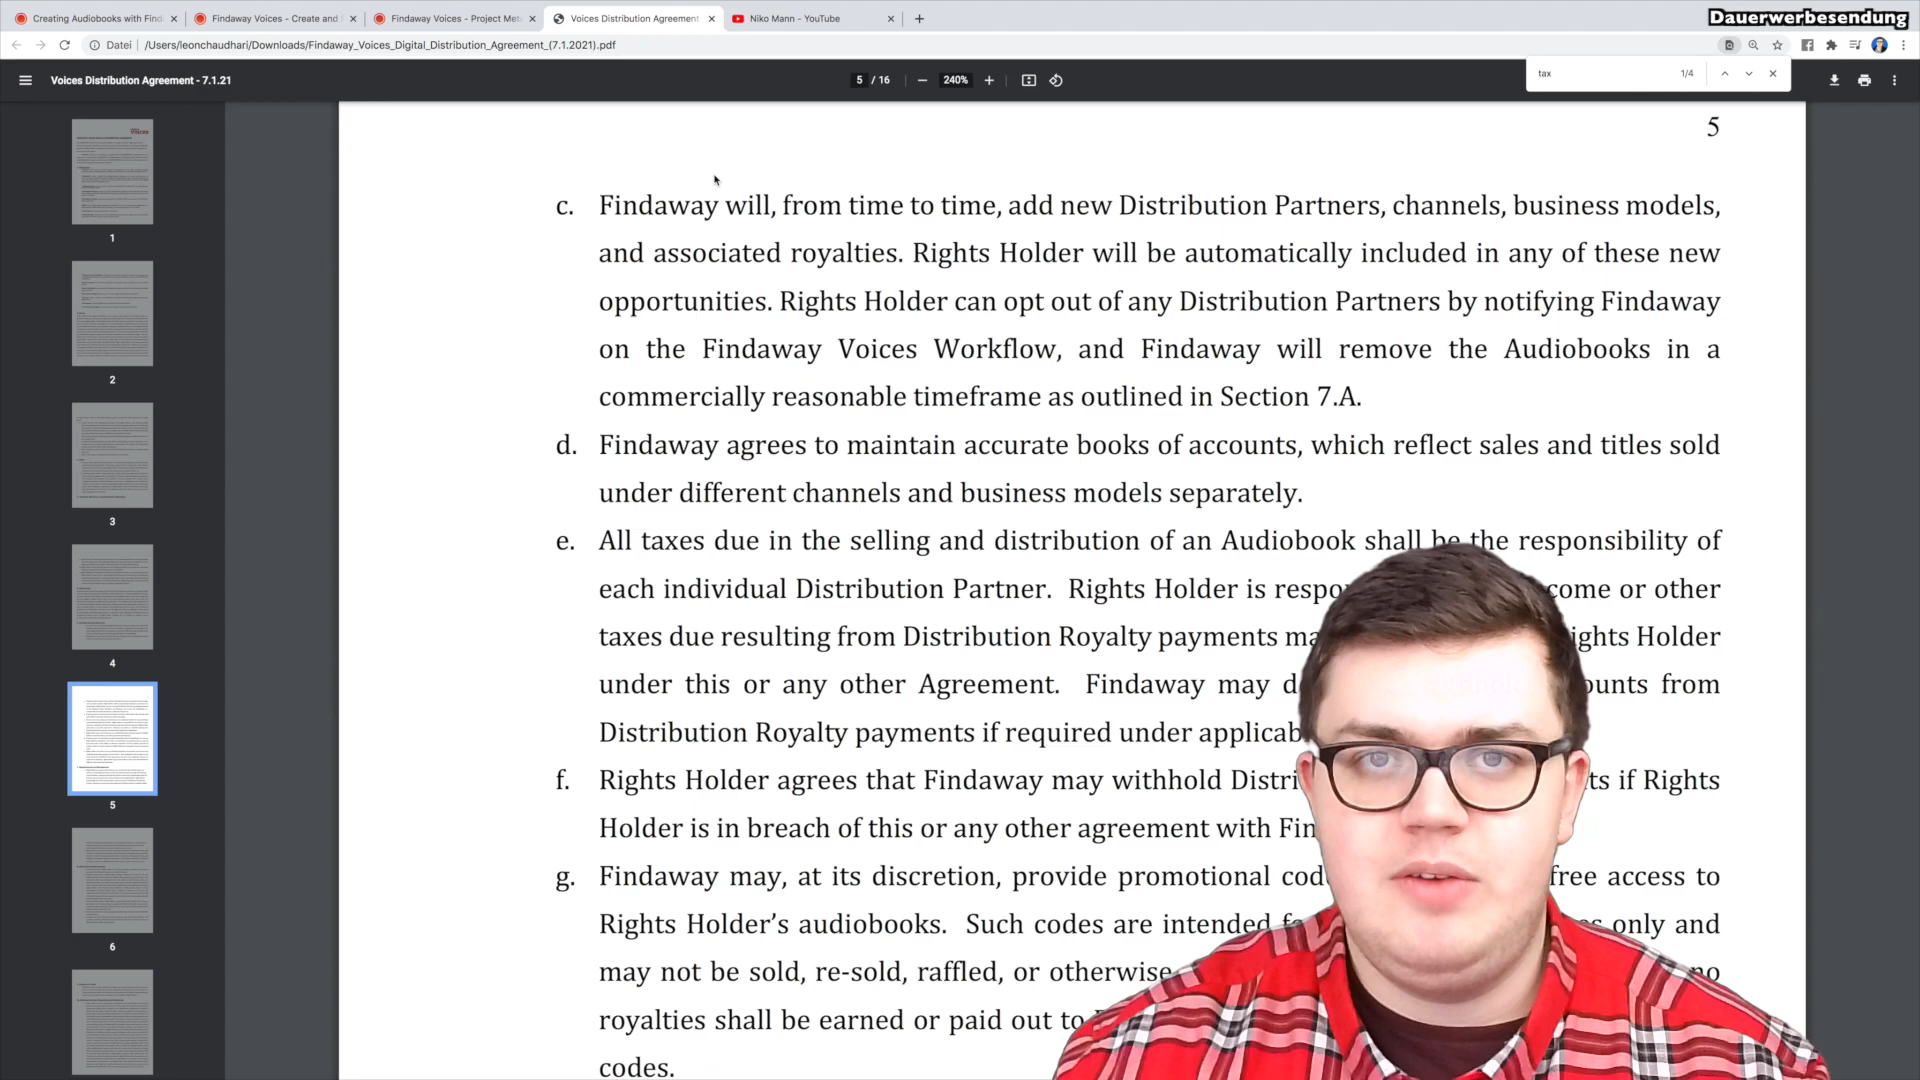 Creating Audiobooks with Find
Findaway Voices - Create and
Findaway Voices - Project Met
Voices Distribution Agreement
Niko Mann - YouTube
Dauerwerbesendung
Datei /Users/leonchaudhari/Downloads/Findaway_Voices_Digital_Distribution_Agreement_(7.1.2021).pdf
tax 1/4
Voices Distribution Agreement - 7.1.21
5 / 16
240%
VOICES
1
2
3
4
5
6
5
c. Findaway will, from time to time, add new Distribution Partners, channels, business models,
and associated royalties. Rights Holder will be automatically included in any of these new
opportunities. Rights Holder can opt out of any Distribution Partners by notifying Findaway
on the Findaway Voices Workflow, and Findaway will remove the Audiobooks in a
commercially reasonable timeframe as outlined in Section 7.A.
d. Findaway agrees to maintain accurate books of accounts, which reflect sales and titles sold
under different channels and business models separately.
e. All taxes due in the selling and distribution of an Audiobook shall be the responsibility of
each individual Distribution Partner. Rights Holder is respo come or other
taxes due resulting from Distribution Royalty payments ma ights Holder
under this or any other Agreement. Findaway may d ounts from
Distribution Royalty payments if required under applicab
f. Rights Holder agrees that Findaway may withhold Distri ts if Rights
Holder is in breach of this or any other agreement with Fin
g. Findaway may, at its discretion, provide promotional cod free access to
Rights Holder's audiobooks. Such codes are intended only and
may not be sold, re-sold, raffled, or otherwise no
royalties shall be earned or paid out to
codes.